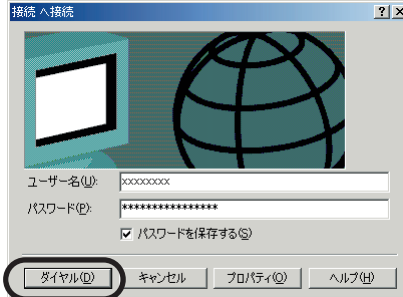 接続 へ接続
ユーザー名(U): xxxxxxxx
パスワード(P): ****************
パスワードを保存する(S)
ダイヤル(D) キャンセル プロパティ(O) ヘルプ(H)